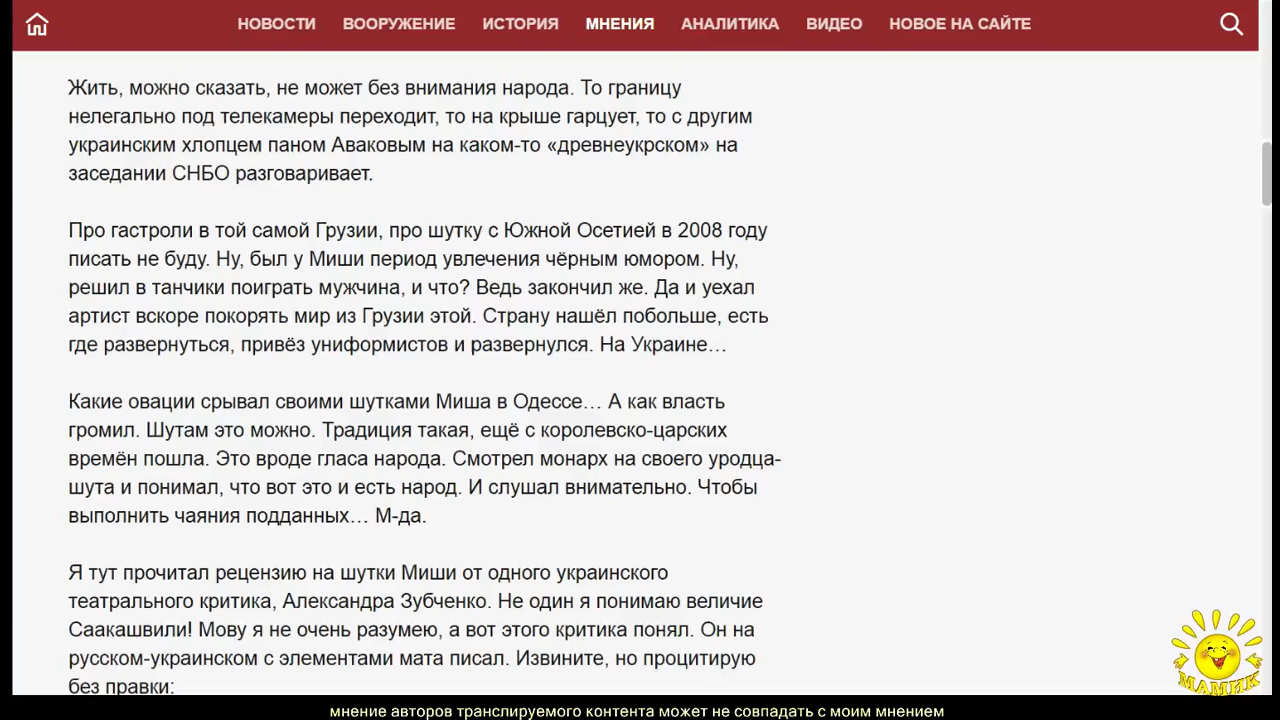 НОВОСТИ ВООРУЖЕНИЕ ИСТОРИЯ МНЕНИЯ АНАЛИТИКА ВИДЕО НОВОЕ НА САЙТЕ
Жить, можно сказать, не может без внимания народа. То границу
нелегально под телекамеры переходит, то на крыше гарцует, то с другим
украинским хлопцем паном Аваковым на каком-то «древнеукрском» на
заседании СНБО разговаривает.
Про гастроли в той самой Грузии, про шутку с Южной Осетией в 2008 году
писать не буду. Ну, был у Миши период увлечения чёрным юмором. Ну,
решил в танчики поиграть мужчина, и что? Ведь закончил же. Да и уехал
артист вскоре покорять мир из Грузии этой. Страну нашёл побольше, есть
где развернуться, привёз униформистов и развернулся. На Украине…
Какие овации срывал своими шутками Миша в Одессе… А как власть
громил. Шутам это можно. Традиция такая, ещё с королевско-царских
времён пошла. Это вроде гласа народа. Смотрел монарх на своего уродца-
шута и понимал, что вот это и есть народ. И слушал внимательно. Чтобы
выполнить чаяния подданных… М-да.
Я тут прочитал рецензию на шутки Миши от одного украинского
театрального критика, Александра Зубченко. Не один я понимаю величие
Саакашвили! Мову я не очень разумею, а вот этого критика понял. Он на
русском-украинском с элементами мата писал. Извините, но процитирую
без правки:
МАМИК
мнение авторов транслируемого контента может не совпадать с моим мнением